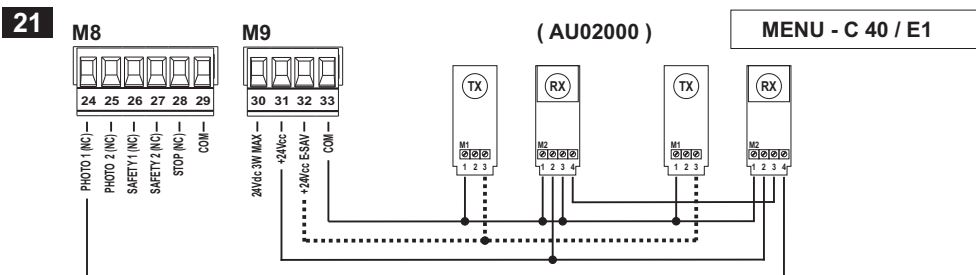 21
M8
M9
( AU02000 )
MENU - C 40 / E1
24 25 26 27 28 29
30 31 32 33
PHOTO 1 (NC)
PHOTO 2 (NC)
SAFETY 1 (NC)
SAFETY 2 (NC)
STOP (NC)
COM
24Vdc 3W MAX
+24Vcc
+24Vcc E-SAV
COM
TX
M1
1 2 3
RX
M2
1 2 3 4
TX
M1
1 2 3
RX
M2
1 2 3 4